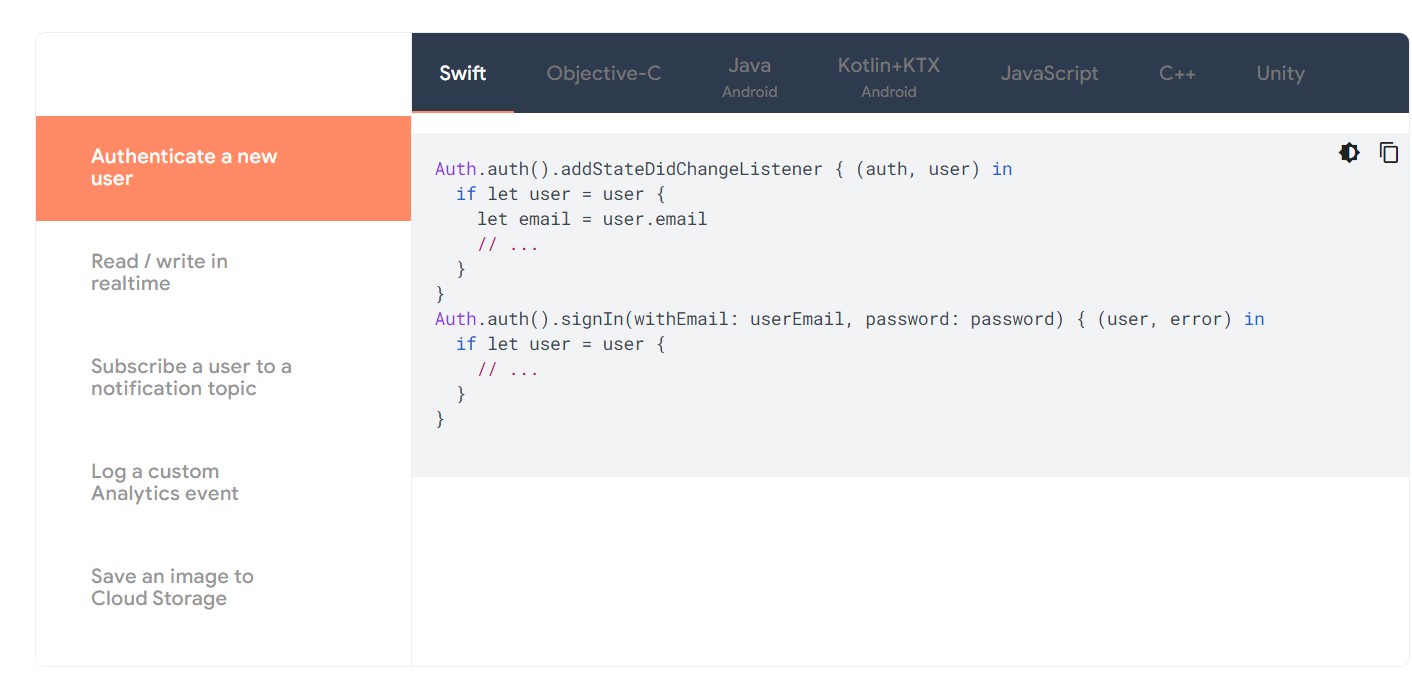 Swift
Objective-C
Java
Android
Kotlin+KTX
Android
JavaScript
C++
Unity
Authenticate a new
user
Read / write in
realtime
Subscribe a user to a
notification topic
Log a custom
Analytics event
Save an image to
Cloud Storage
Auth.auth().addStateDidChangeListener { (auth, user) in
  if let user = user {
    let email = user.email
    // ...
  }
}
Auth.auth().signIn(withEmail: userEmail, password: password) { (user, error) in
  if let user = user {
    // ...
  }
}